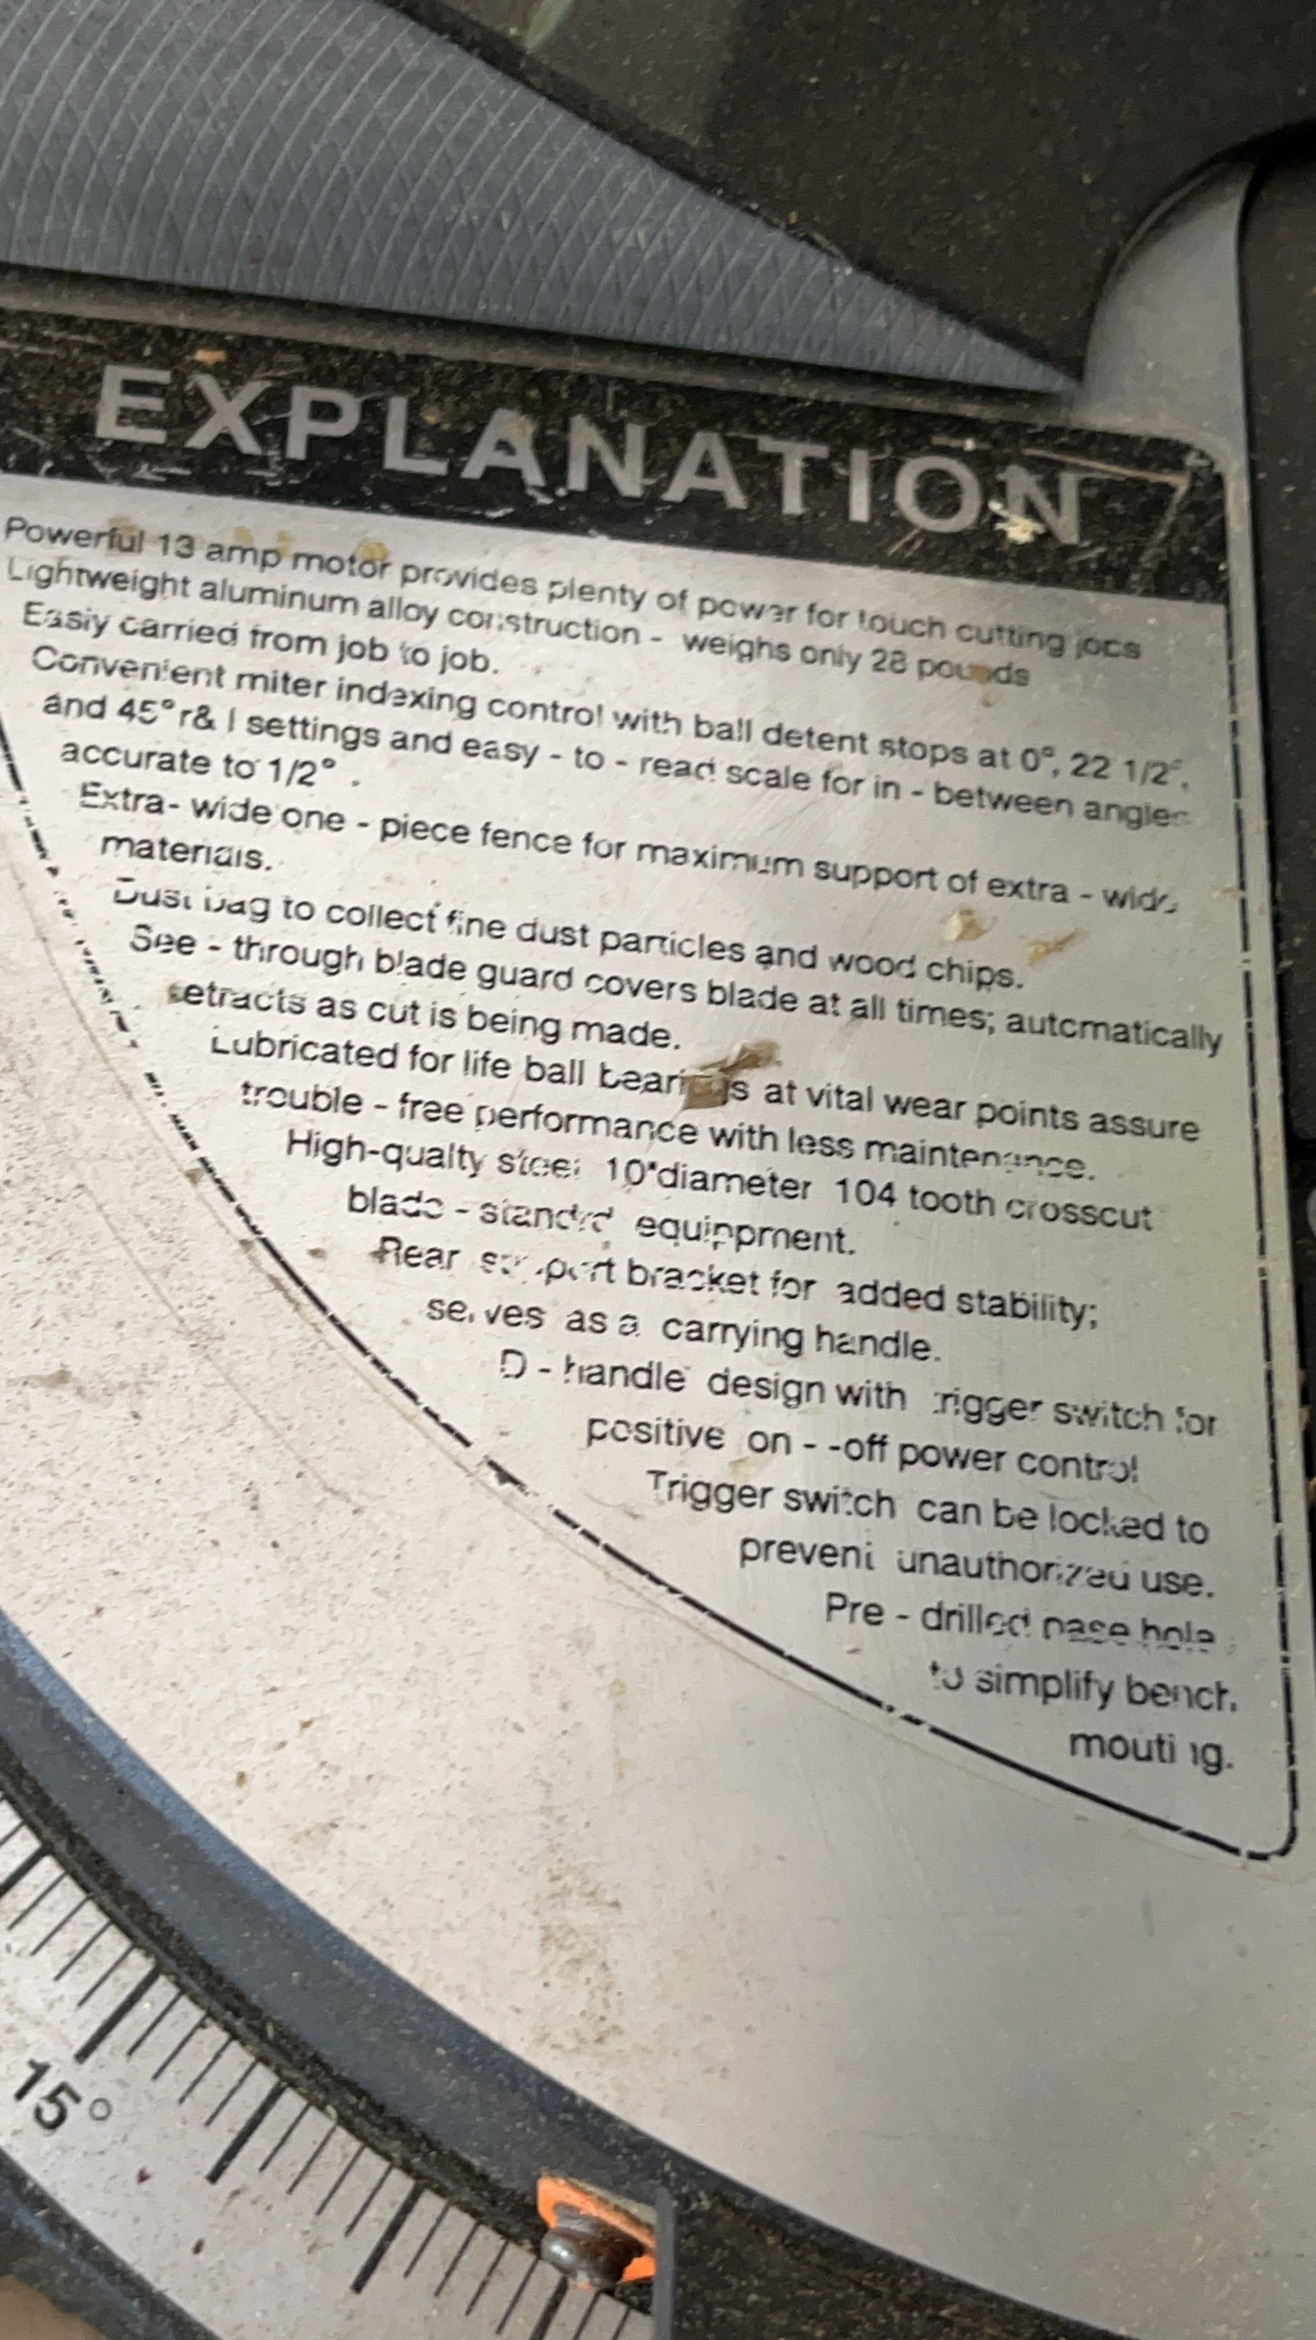 EXPLANATION
Powerful 13 amp motor provides plenty of power for touch cutting jocs
Lightweight aluminum alloy construction - weighs only 28 pounds
Easiy carried from job to job.
Convenient miter indexing control with ball detent stops at 0°, 22 1/2°,
and 45° r& l settings and easy - to - read scale for in - between angles
accurate to 1/2° .
Extra- wide one - piece fence for maximum support of extra - wide
materials.
Dust bag to collect fine dust particles and wood chips.
See - through blade guard covers blade at all times; automatically
retracts as cut is being made.
Lubricated for life ball bearings at vital wear points assure
trouble - free performance with less maintenance.
High-qualty steel 10"diameter 104 tooth crosscut
blade - equippment.
Rear support bracket for added stability;
serves as a carrying handle.
D - handle design with trigger switch for
positive on - -off power control
Trigger switch can be locked to
prevent unauthorized use.
Pre - drilled base hole
to simplify bench
mouting.
15°